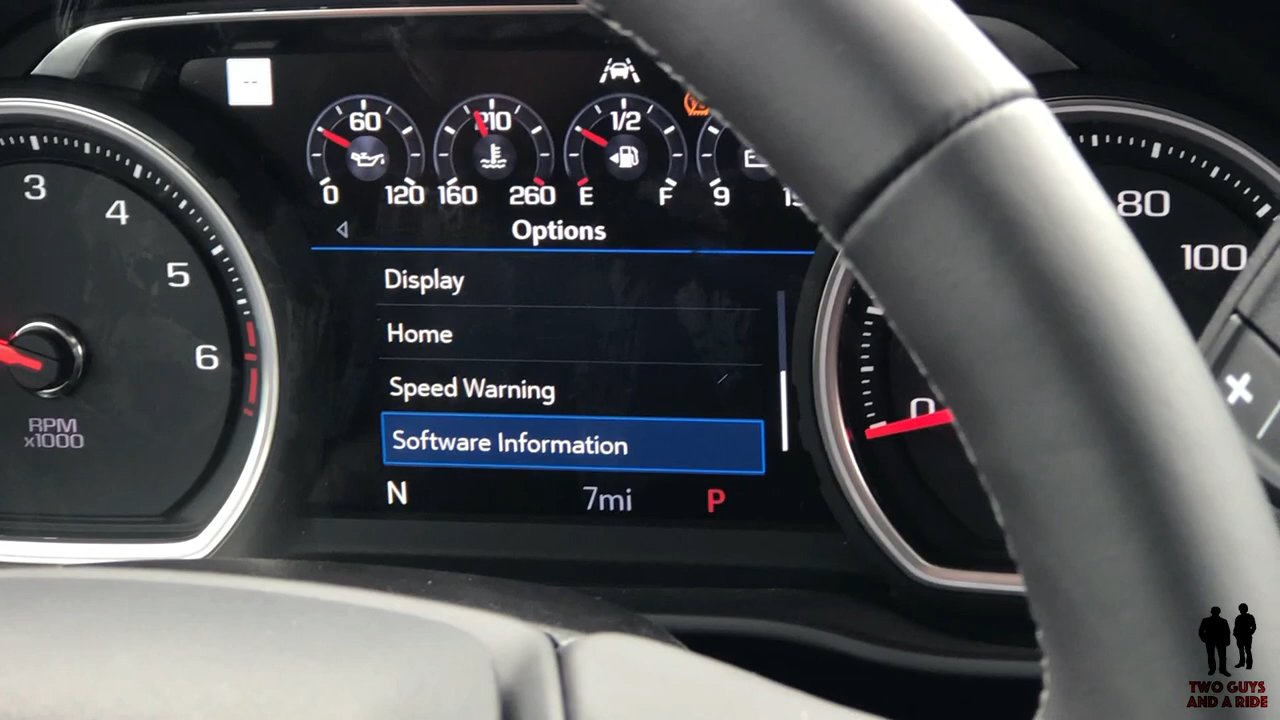 --
60
0 120
210
160 260
1/2
E F
9
Options
Display
Home
Speed Warning
Software Information
N 7mi P
3
4
5
6
RPM
x1000
80
100
0
TWO GUYS
AND A RIDE